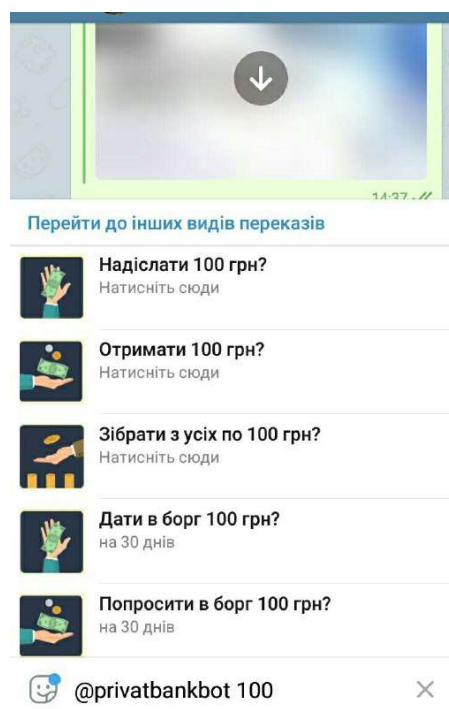 14:37
Перейти до інших видів переказів
Надіслати 100 грн?
Натисніть сюди
Отримати 100 грн?
Натисніть сюди
Зібрати з усіх по 100 грн?
Натисніть сюди
Дати в борг 100 грн?
на 30 днів
Попросити в борг 100 грн?
на 30 днів
@privatbankbot 100